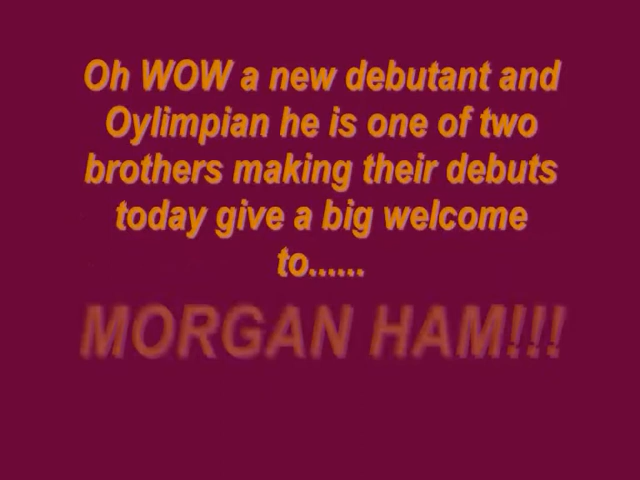 Oh WOW a new debutant and
Oylimpian he is one of two
brothers making their debuts
today give a big welcome
to......
MORGAN HAM!!!